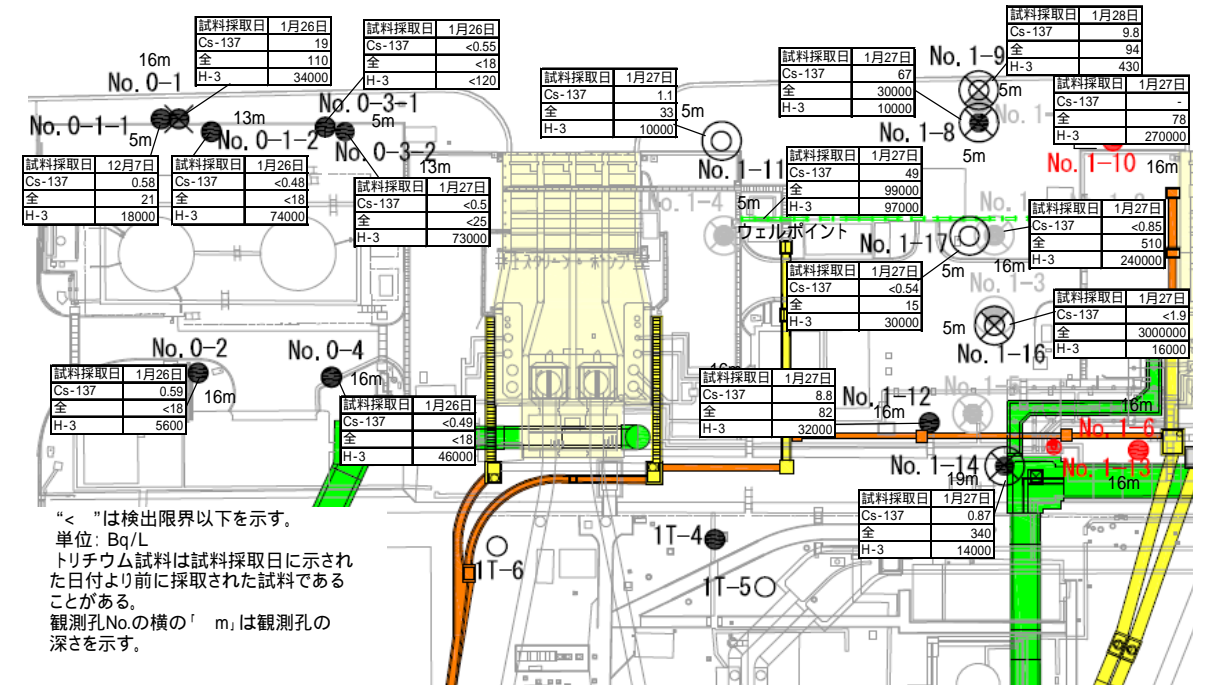 16m
No. 0-1
試料採取日 1月26日
Cs-137 19
全 110
H-3 34000
試料採取日 1月26日
Cs-137 <0.55
全 <18
H-3 <120
No. 0-1-1
5m
13m
No. 0-1-2
No. 0-3-1
5m
No. 0-3-2
13m
試料採取日 12月7日
Cs-137 0.58
全 21
H-3 18000
試料採取日 1月26日
Cs-137 <0.48
全 <18
H-3 74000
試料採取日 1月27日
Cs-137 <0.5
全 <25
H-3 73000
試料採取日 1月27日
Cs-137 1.1
全 33
H-3 10000
5m
No. 1-11
試料採取日 1月27日
Cs-137 67
全 30000
H-3 10000
No. 1-9
5m
No. 1-8
5m
試料採取日 1月28日
Cs-137 9.8
全 94
H-3 430
試料採取日 1月27日
Cs-137 -
全 78
H-3 270000
No. 1-10
16m
試料採取日 1月27日
Cs-137 49
全 99000
H-3 97000
No. 1-4
5m
ウェルポイント
No. 1-17
5m
16m
試料採取日 1月27日
Cs-137 <0.85
全 510
H-3 240000
試料採取日 1月27日
Cs-137 <0.54
全 15
H-3 30000
No. 1-3
5m
No. 1-16
試料採取日 1月27日
Cs-137 <1.9
全 3000000
H-3 16000
No. 0-2
16m
試料採取日 1月26日
Cs-137 0.59
全 <18
H-3 5600
No. 0-4
16m
試料採取日 1月26日
Cs-137 <0.49
全 <18
H-3 46000
試料採取日 1月27日
Cs-137 8.8
全 82
H-3 32000
No. 1-12
16m
No. 1-5
16m
No. 1-6
No. 1-13
16m
No. 1-14
19m
試料採取日 1月27日
Cs-137 0.87
全 340
H-3 14000
1T-4
1T-6
1T-5
“< ”は検出限界以下を示す。
単位: Bq/L
トリチウム試料は試料採取日に示され
た日付より前に採取された試料である
ことがある。
観測孔No.の横の「 m」は観測孔の
深さを示す。